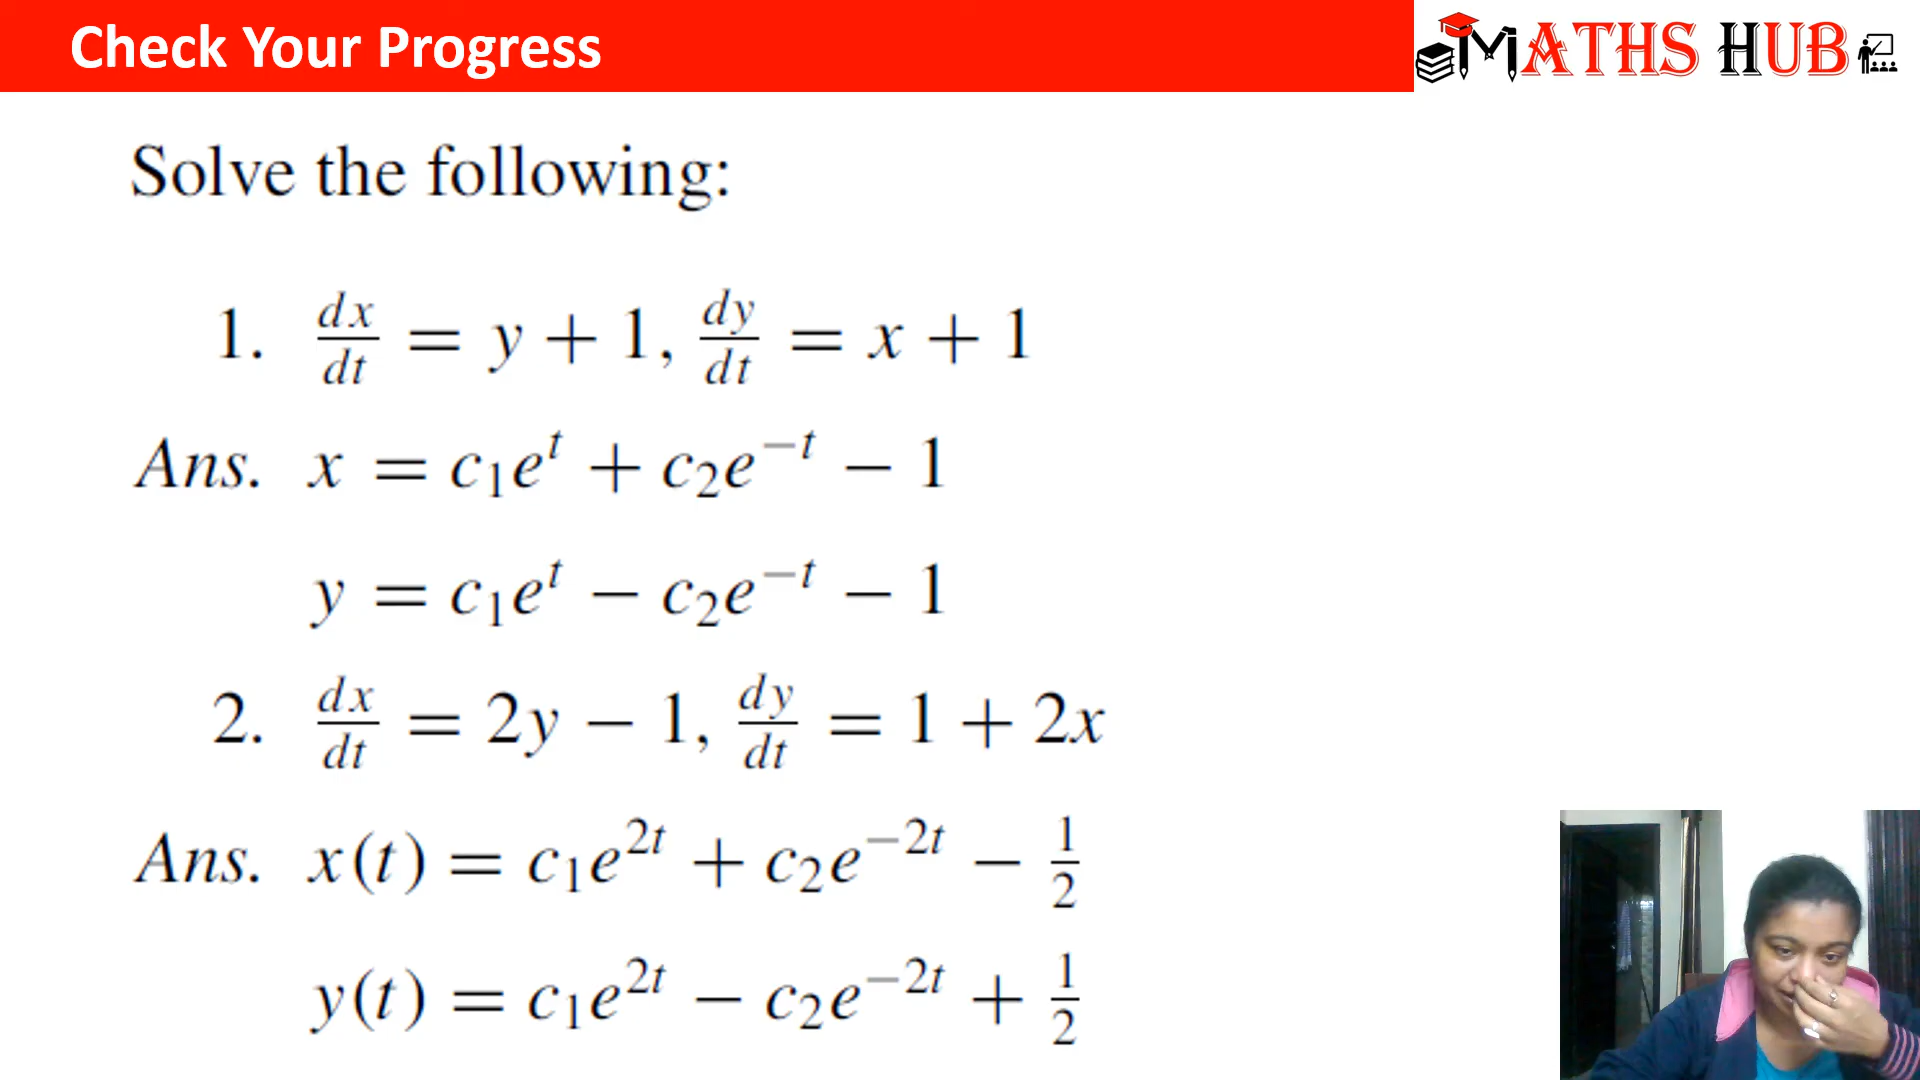 Check Your Progress
MATHS HUB
Solve the following:
1. dx/dt = y + 1, dy/dt = x + 1
Ans. x = c₁eᵗ + c₂e⁻ᵗ − 1
y = c₁eᵗ − c₂e⁻ᵗ − 1
2. dx/dt = 2y − 1, dy/dt = 1 + 2x
Ans. x(t) = c₁e²ᵗ + c₂e⁻²ᵗ − 1/2
y(t) = c₁e²ᵗ − c₂e⁻²ᵗ + 1/2